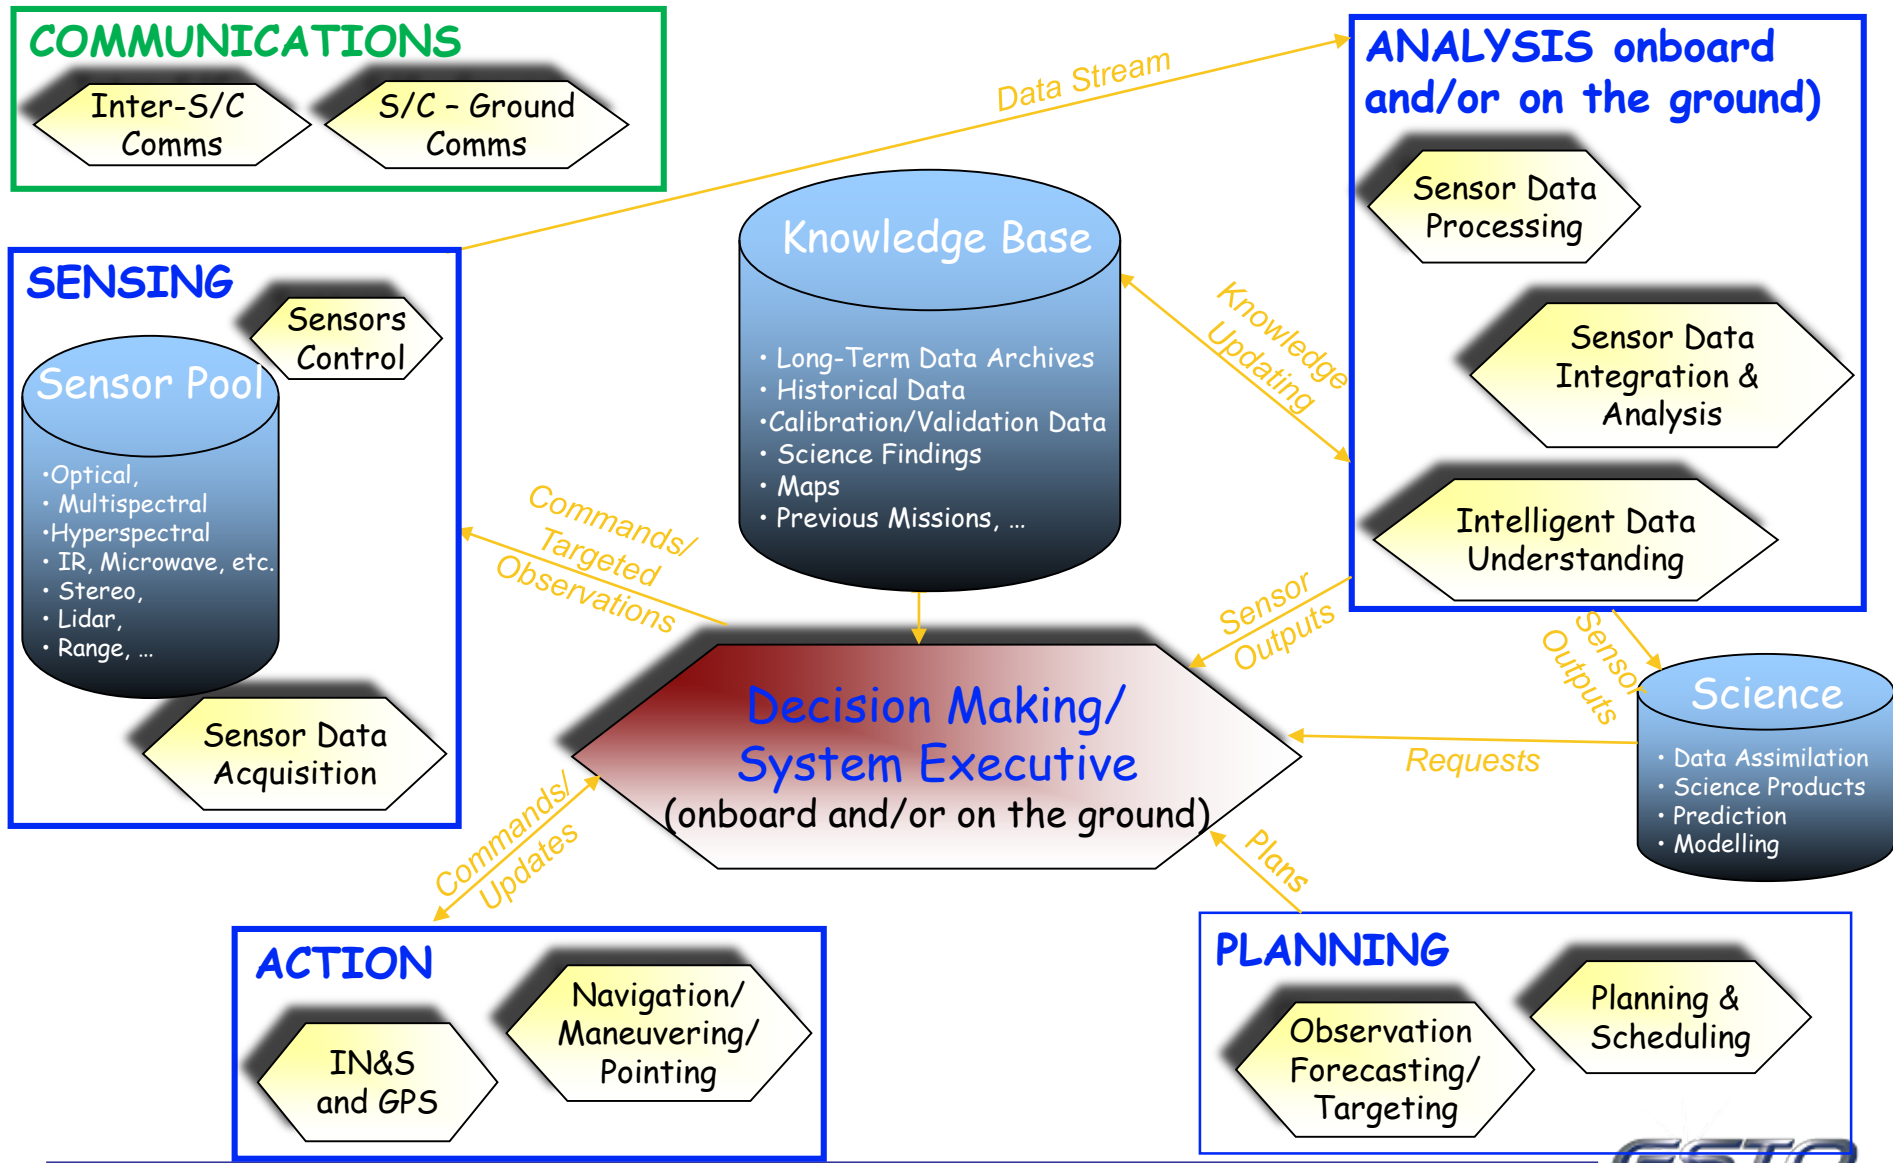 COMMUNICATIONS
Inter-S/C
Comms
S/C – Ground
Comms
Data Stream
ANALYSIS onboard
and/or on the ground)
Sensor Data
Processing
Sensor Data
Integration &
Analysis
Intelligent Data
Understanding
Knowledge Base
• Long-Term Data Archives
• Historical Data
•Calibration/Validation Data
• Science Findings
• Maps
• Previous Missions, …
Knowledge
Updating
SENSING
Sensors
Control
Sensor Pool
•Optical,
• Multispectral
•Hyperspectral
• IR, Microwave, etc.
• Stereo,
• Lidar,
• Range, …
Sensor Data
Acquisition
Commands/
Targeted
Observations
Sensor
Outputs
Sensor
Outputs
Decision Making/
System Executive
(onboard and/or on the ground)
Requests
Science
• Data Assimilation
• Science Products
• Prediction
• Modelling
Commands/
Updates
Plans
ACTION
IN&S
and GPS
Navigation/
Maneuvering/
Pointing
PLANNING
Observation
Forecasting/
Targeting
Planning &
Scheduling
ESTO